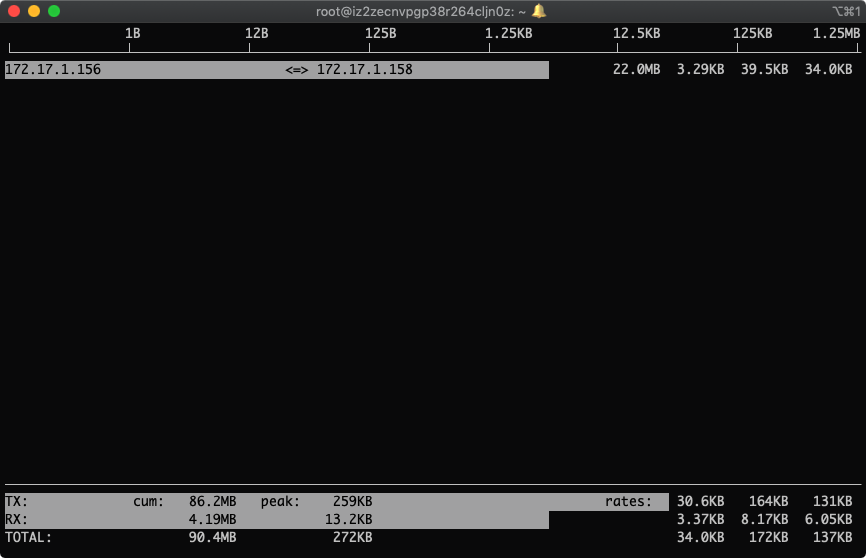 root@iz2zecnvpgp38r264cljn0z: ~ 🔔 ⌥⌘1
1B 12B 125B 1.25KB 12.5KB 125KB 1.25MB
172.17.1.156 <=> 172.17.1.158 22.0MB 3.29KB 39.5KB 34.0KB
TX: cum: 86.2MB peak: 259KB rates: 30.6KB 164KB 131KB
RX: 4.19MB 13.2KB 3.37KB 8.17KB 6.05KB
TOTAL: 90.4MB 272KB 34.0KB 172KB 137KB